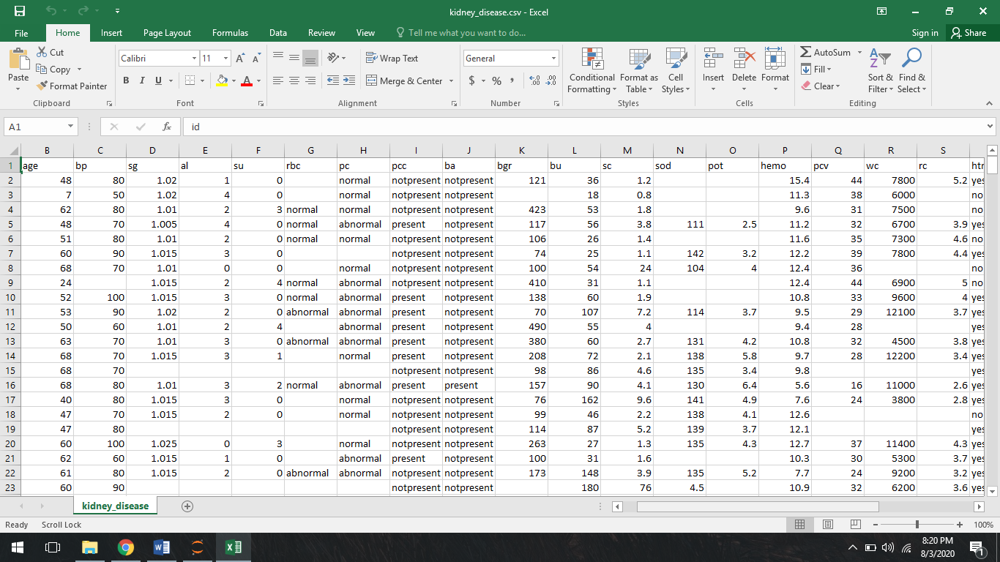 kidney_disease.csv - Excel
File Home Insert Page Layout Formulas Data Review View Tell me what you want to do... Sign in Share
Paste Cut Copy Format Painter Calibri 11 B I U A Wrap Text Merge & Center General $ % , Conditional Formatting Format as Table Cell Styles Insert Delete Format AutoSum Fill Clear Sort & Filter Find & Select
Clipboard Font Alignment Number Styles Cells Editing
A1 fx id
B C D E F G H I J K L M N O P Q R S
1 age bp sg al su rbc pc pcc ba bgr bu sc sod pot hemo pcv wc rc htn
2 48 80 1.02 1 0 normal notpresent notpresent 121 36 1.2 15.4 44 7800 5.2 yes
3 7 50 1.02 4 0 normal notpresent notpresent 18 0.8 11.3 38 6000 no
4 62 80 1.01 2 3 normal normal notpresent notpresent 423 53 1.8 9.6 31 7500 no
5 48 70 1.005 4 0 normal abnormal present notpresent 117 56 3.8 111 2.5 11.2 32 6700 3.9 yes
6 51 80 1.01 2 0 normal normal notpresent notpresent 106 26 1.4 11.6 35 7300 4.6 no
7 60 90 1.015 3 0 notpresent notpresent 74 25 1.1 142 3.2 12.2 39 7800 4.4 yes
8 68 70 1.01 0 0 normal notpresent notpresent 100 54 24 104 4 12.4 36 no
9 24 1.015 2 4 normal abnormal notpresent notpresent 410 31 1.1 12.4 44 6900 5 no
10 52 100 1.015 3 0 normal abnormal present notpresent 138 60 1.9 10.8 33 9600 4 yes
11 53 90 1.02 2 0 abnormal abnormal present notpresent 70 107 7.2 114 3.7 9.5 29 12100 3.7 yes
12 50 60 1.01 2 4 abnormal present notpresent 490 55 4 9.4 28 yes
13 63 70 1.01 3 0 abnormal abnormal present notpresent 380 60 2.7 131 4.2 10.8 32 4500 3.8 yes
14 68 70 1.015 3 1 normal present notpresent 208 72 2.1 138 5.8 9.7 28 12200 3.4 yes
15 68 70 notpresent notpresent 98 86 4.6 135 3.4 9.8 yes
16 68 80 1.01 3 2 normal abnormal present present 157 90 4.1 130 6.4 5.6 16 11000 2.6 yes
17 40 80 1.015 3 0 normal notpresent notpresent 76 162 9.6 141 4.9 7.6 24 3800 2.8 yes
18 47 70 1.015 2 0 normal notpresent notpresent 99 46 2.2 138 4.1 12.6 no
19 47 80 notpresent notpresent 114 87 5.2 139 3.7 12.1 yes
20 60 100 1.025 0 3 normal notpresent notpresent 263 27 1.3 135 4.3 12.7 37 11400 4.3 yes
21 62 60 1.015 1 0 abnormal present notpresent 100 31 1.6 10.3 30 5300 3.7 yes
22 61 80 1.015 2 0 abnormal abnormal notpresent notpresent 173 148 3.9 135 5.2 7.7 24 9200 3.2 yes
23 60 90 notpresent notpresent 180 76 4.5 10.9 32 6200 3.6 yes
kidney_disease
Ready Scroll Lock 100%
8:20 PM
8/3/2020
1